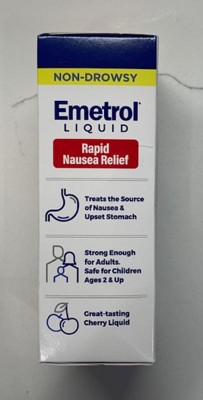 NON-DROWSY
Emetrol
LIQUID
Rapid
Nausea Relief
Treats the Source
of Nausea &
Upset Stomach
Strong Enough
for Adults.
Safe for Children
Ages 2 & Up
Great-tasting
Cherry Liquid